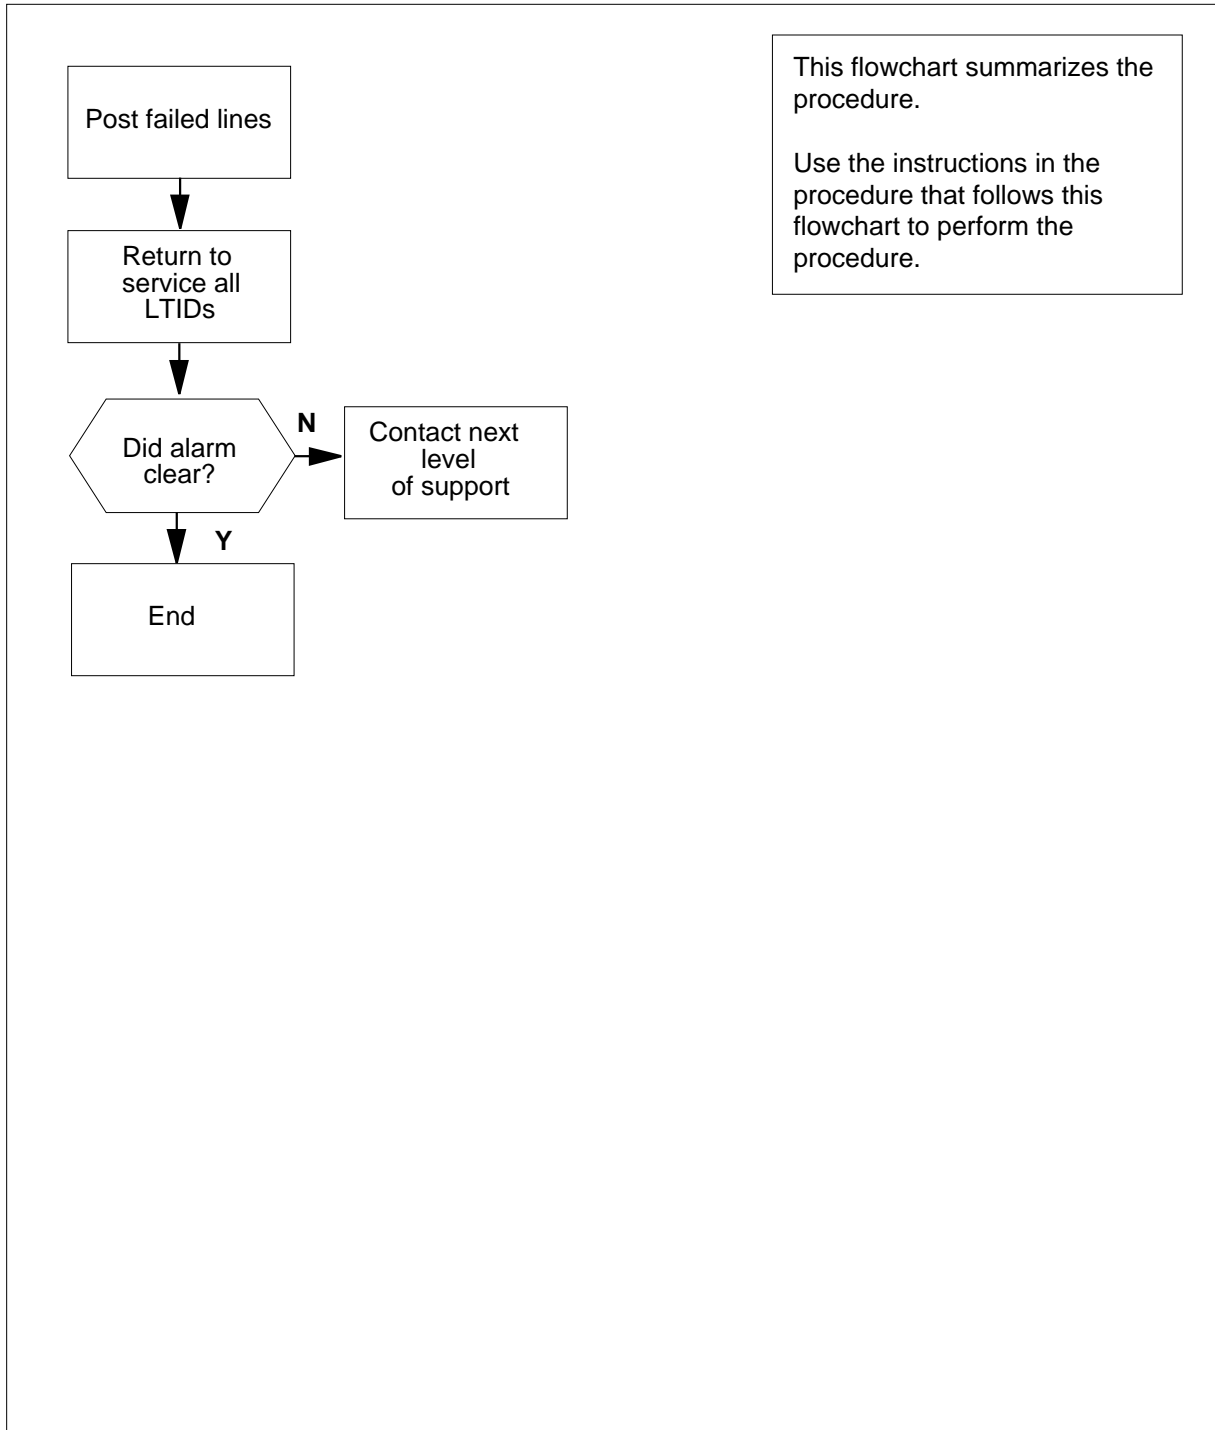 Post failed lines
Return to
service all
LTIDs
Did alarm
clear?
N
Contact next
level
of support
Y
End
This flowchart summarizes the
procedure.
Use the instructions in the
procedure that follows this
flowchart to perform the
procedure.